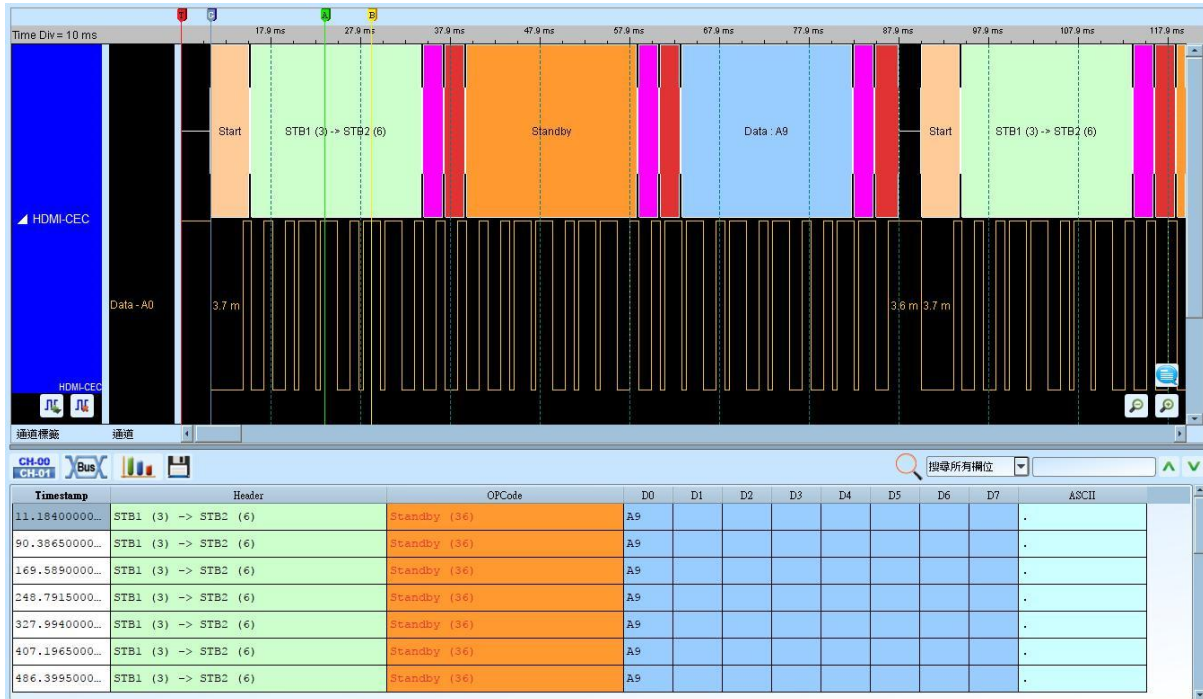 T C A B
Time Div = 10 ms 17.9 ms 27.9 ms 37.9 ms 47.9 ms 57.9 ms 67.9 ms 77.9 ms 87.9 ms 97.9 ms 107.9 ms 117.9 ms
Start STB1 (3) -> STB2 (6) Standby Data : A9 Start STB1 (3) -> STB2 (6)
HDMI-CEC
Data - A0 3.7 m 3.6 m 3.7 m
HDMI-CEC
通道標籤 通道
CH-00
CH-01 Bus 搜尋所有欄位
Timestamp Header OPCode D0 D1 D2 D3 D4 D5 D6 D7 ASCII
11.18400000... STB1 (3) -> STB2 (6) Standby (36) A9 .
90.38650000... STB1 (3) -> STB2 (6) Standby (36) A9 .
169.5890000... STB1 (3) -> STB2 (6) Standby (36) A9 .
248.7915000... STB1 (3) -> STB2 (6) Standby (36) A9 .
327.9940000... STB1 (3) -> STB2 (6) Standby (36) A9 .
407.1965000... STB1 (3) -> STB2 (6) Standby (36) A9 .
486.3995000... STB1 (3) -> STB2 (6) Standby (36) A9 .